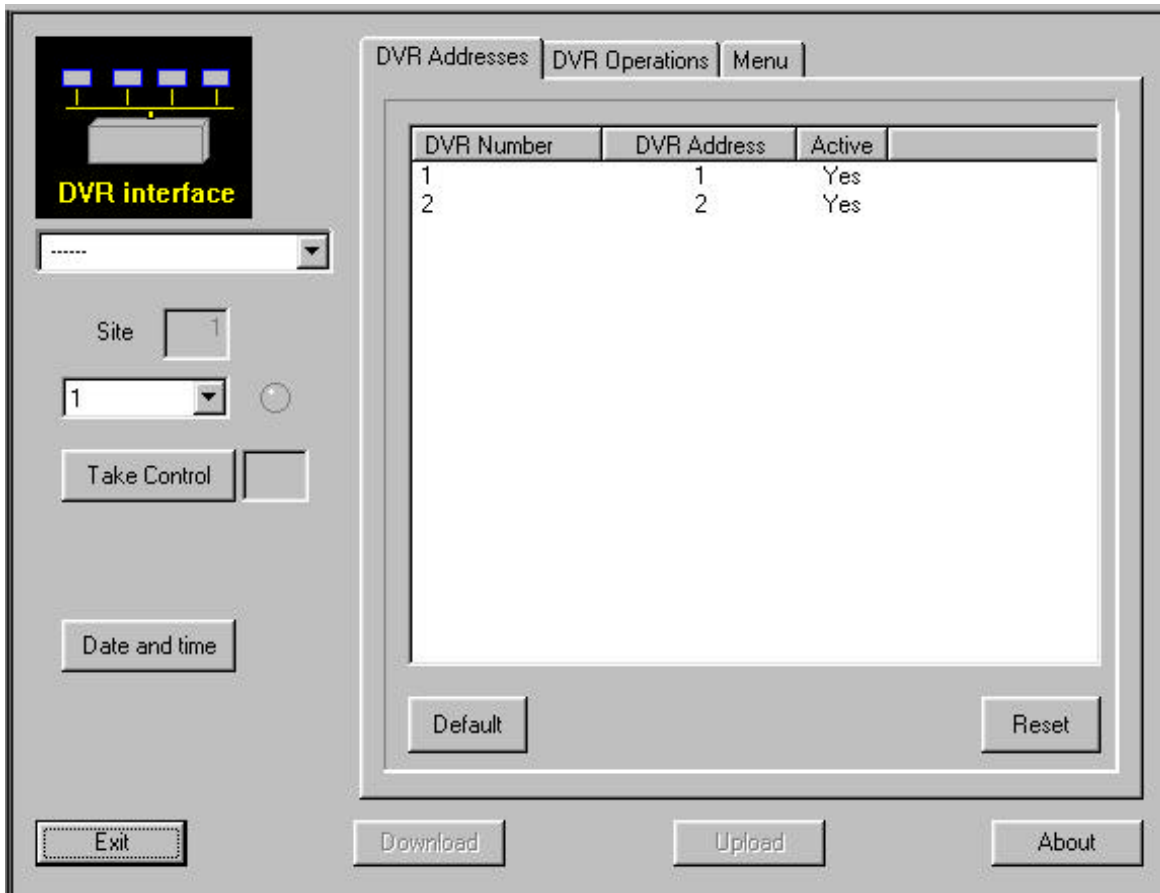 DVR interface
------
Site 1
1
Take Control
Date and time
DVR Addresses DVR Operations Menu
DVR Number DVR Address Active
1 1 Yes
2 2 Yes
Default Reset
Exit Download Upload About